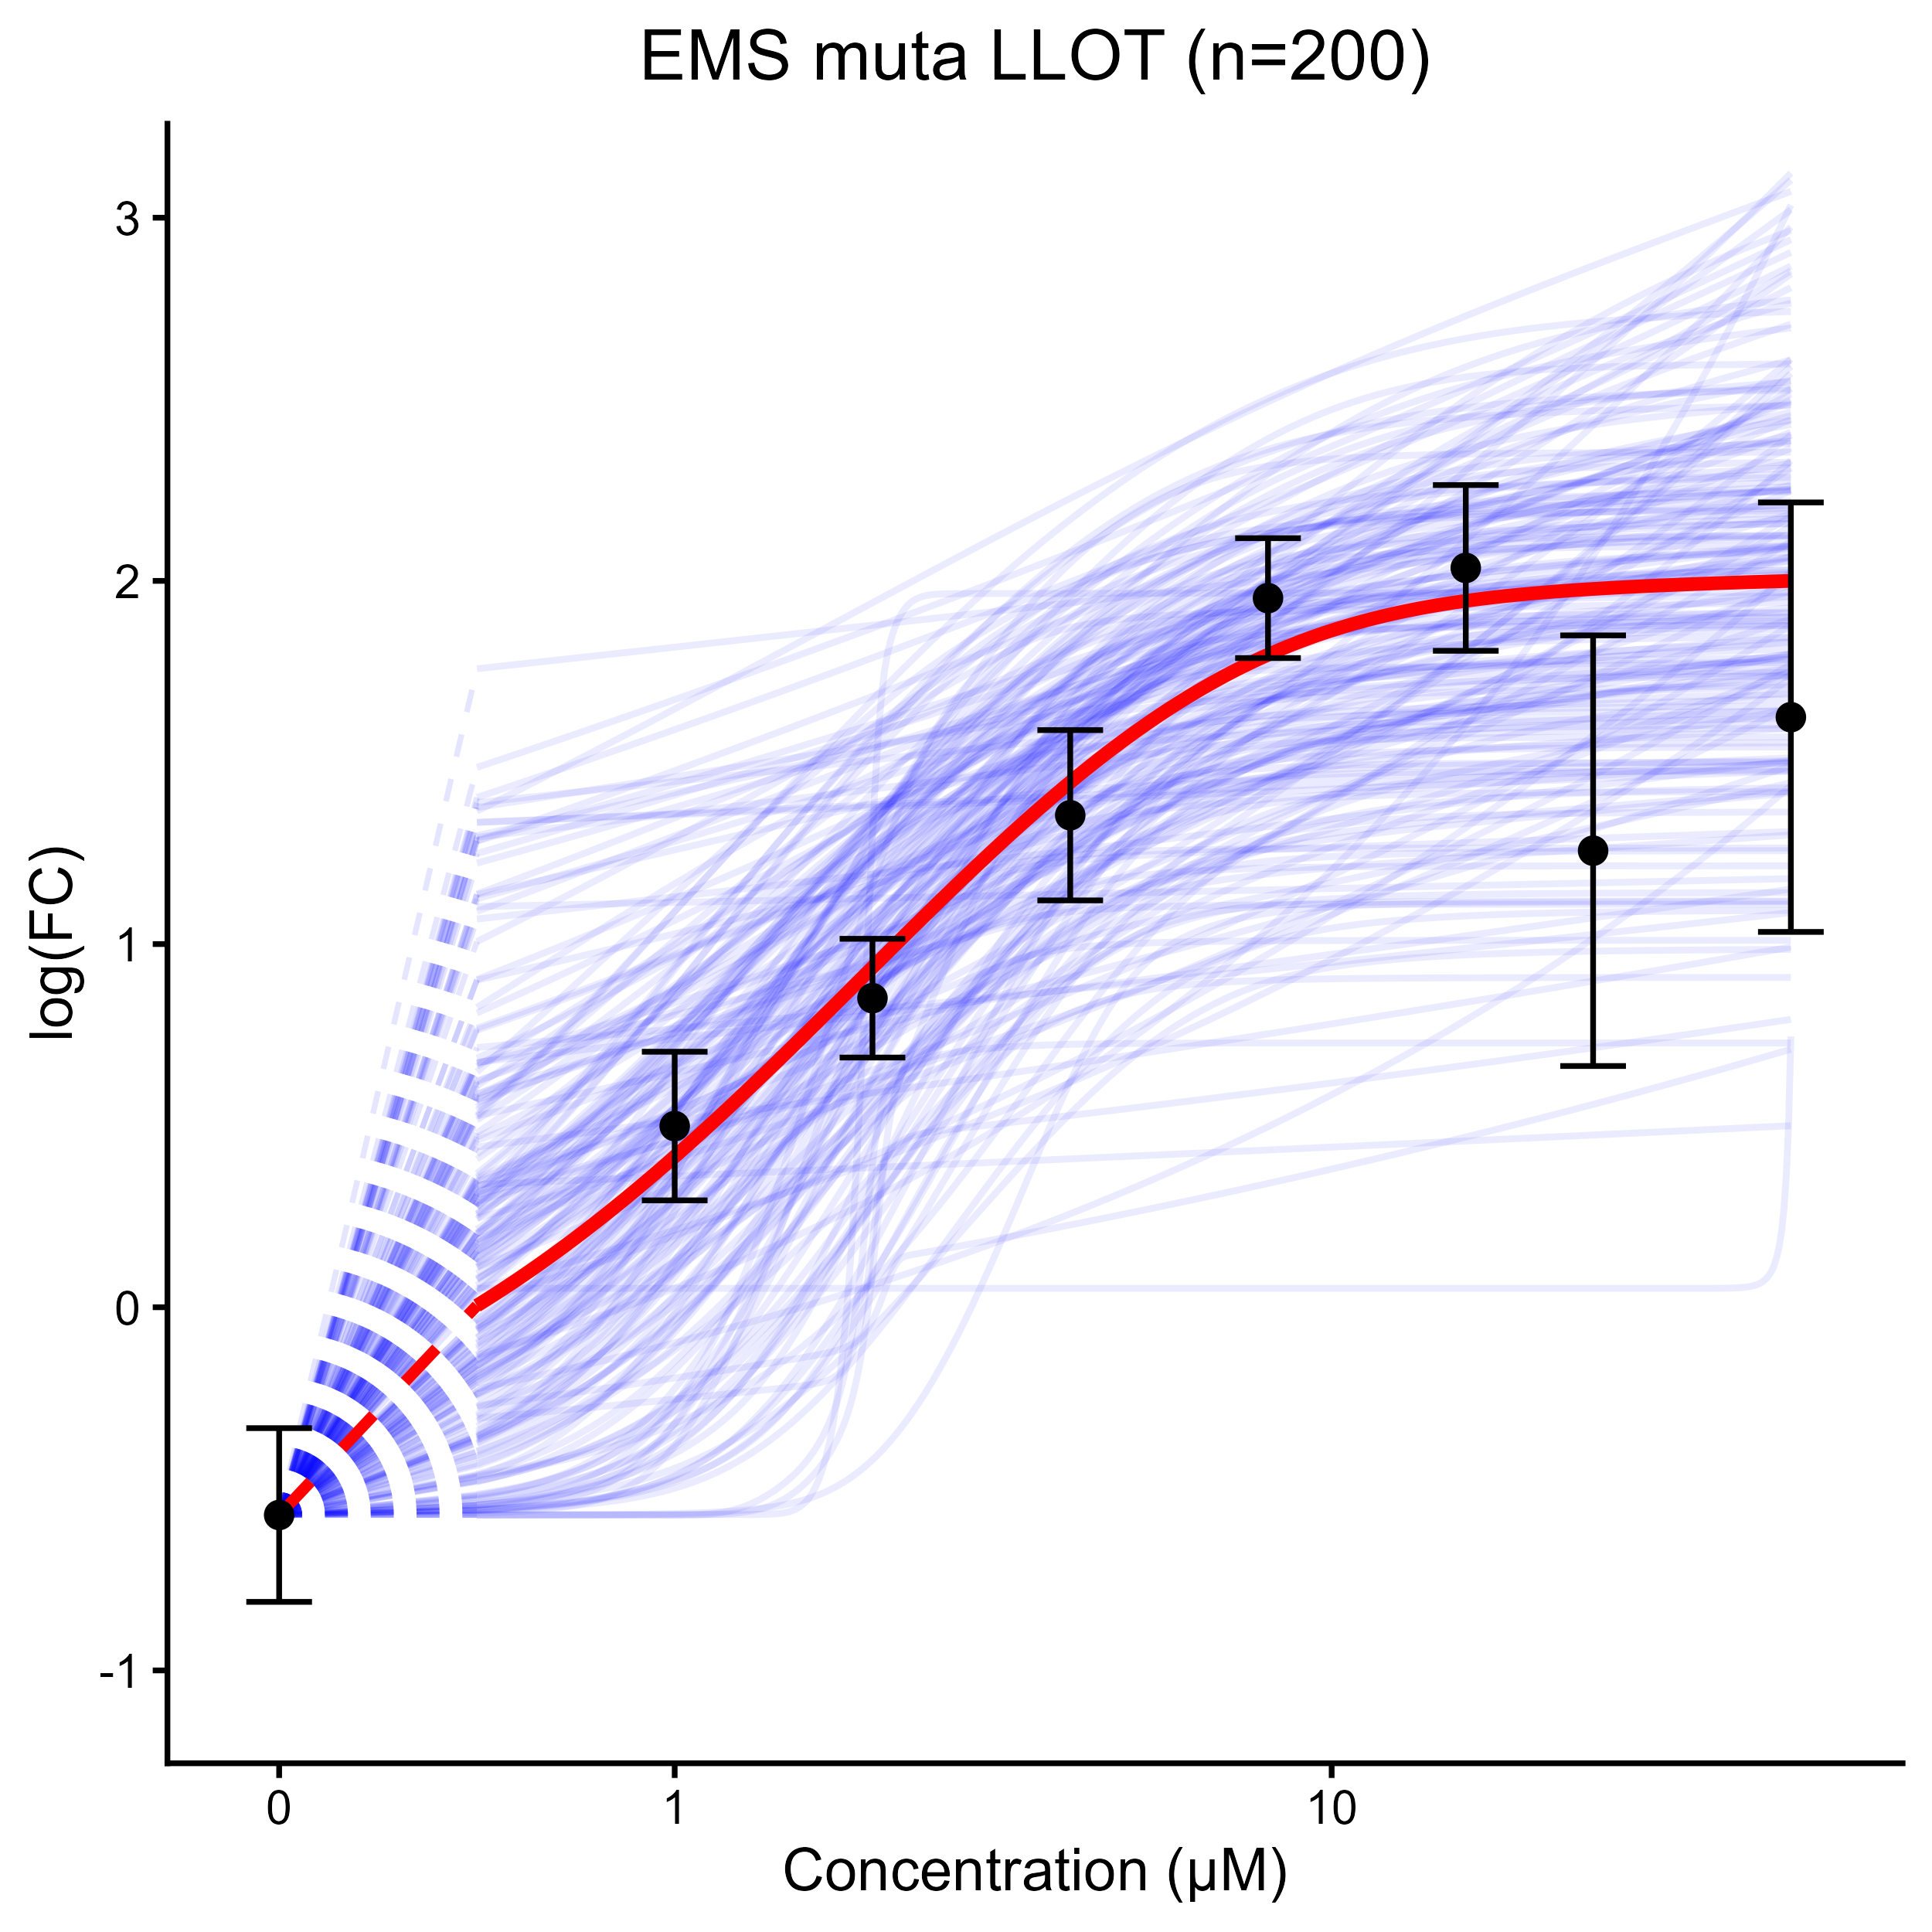 EMS muta LLOT (n=200)
log(FC)
3
2
1
0
-1
0
1
10
Concentration (µM)